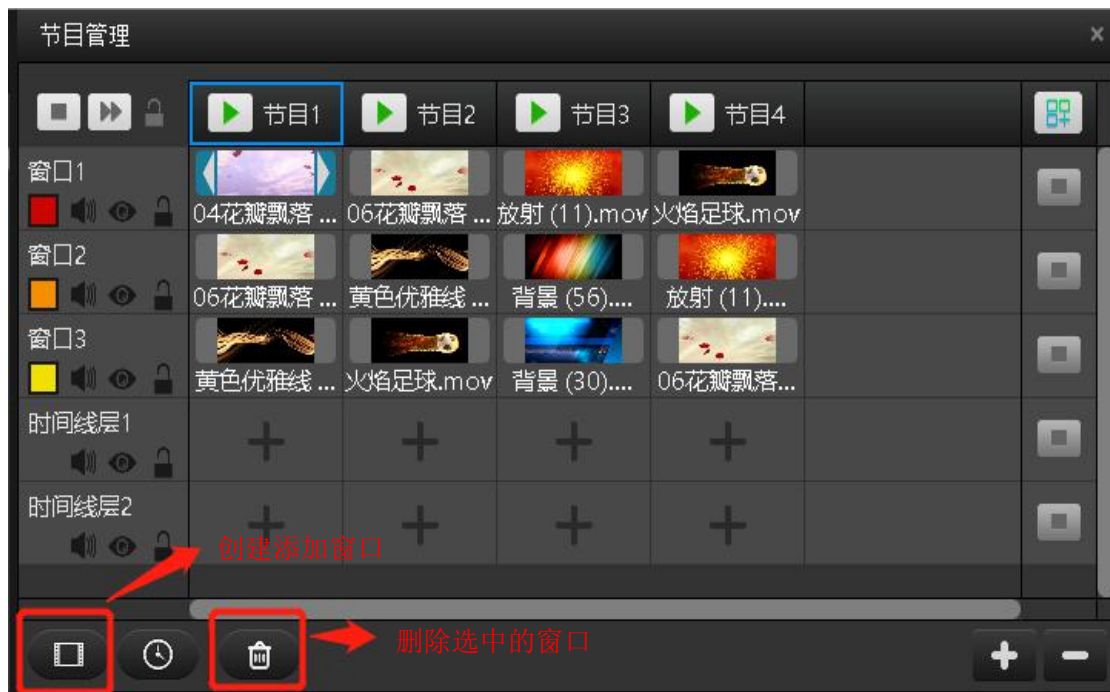 节目管理
节目1 节目2 节目3 节目4
窗口1
04花瓣飘落 ... 06花瓣飘落 ... 放射 (11).mov 火焰足球.mov
窗口2
06花瓣飘落 ... 黄色优雅线 ... 背景 (56).... 放射 (11)....
窗口3
黄色优雅线 ... 火焰足球.mov 背景 (30).... 06花瓣飘落...
时间线层1
时间线层2
创建添加窗口
删除选中的窗口